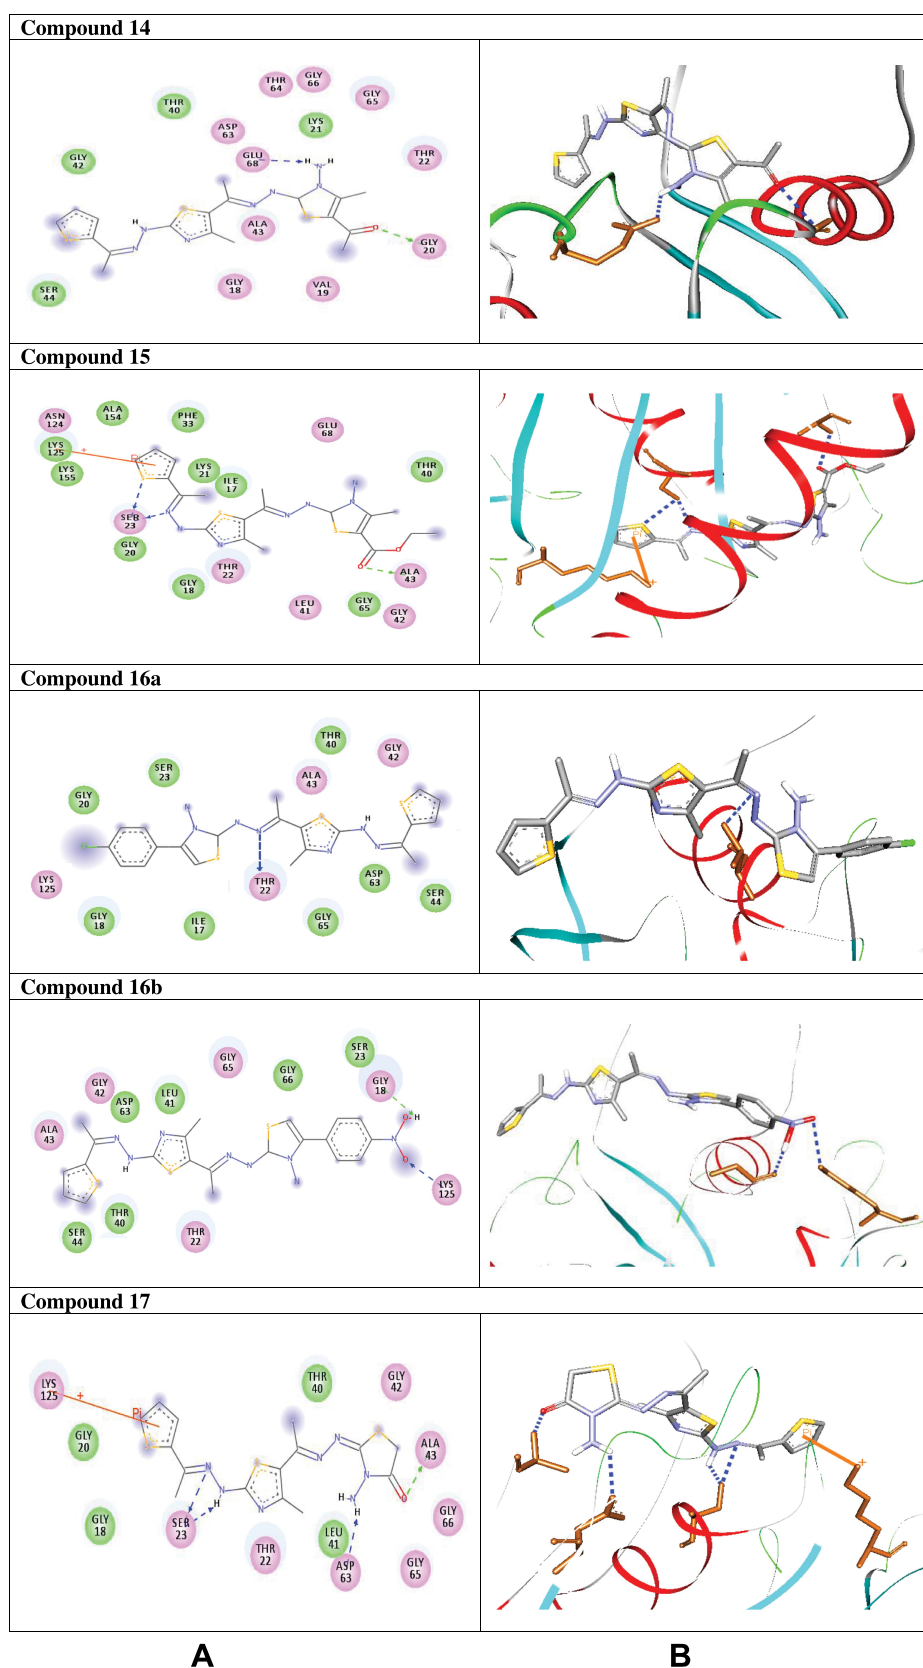 Compound 14
THR 64
GLY 66
GLY 65
THR 40
LYS 21
ASP 63
GLU 68
THR 22
GLY 42
H
N
H
N
N
N
H
N
N
N
S
S
S
O
ALA 43
GLY 20
SER 44
GLY 18
VAL 19
Compound 15
ASN 124
ALA 154
PHE 33
GLU 68
LYS 125
+
Pi
LYS 155
LYS 21
ILE 17
THR 40
S
SER 23
N
N
N
S
N
N
N
N
S
GLY 20
THR 22
O
O
ALA 43
GLY 18
LEU 41
GLY 65
GLY 42
Pi
+
Compound 16a
THR 40
GLY 42
SER 23
ALA 43
GLY 20
N
N
N
N
S
S
N
H
N
N
S
LYS 125
THR 22
ASP 63
SER 44
GLY 18
ILE 17
GLY 65
Compound 16b
SER 23
GLY 65
GLY 66
GLY 18
GLY 42
ASP 63
LEU 41
O-H
ALA 43
N
N
H
N
S
S
N
N
S
N
N
N
O
LYS 125
THR 40
SER 44
THR 22
Compound 17
LYS 125
+
Pi
THR 40
GLY 42
GLY 20
ALA 43
S
N
N
H
S
N
N
N
S
N
N
H
H
O
GLY 18
SER 23
LEU 41
GLY 66
THR 22
ASP 63
GLY 65
Pi
+
A
B